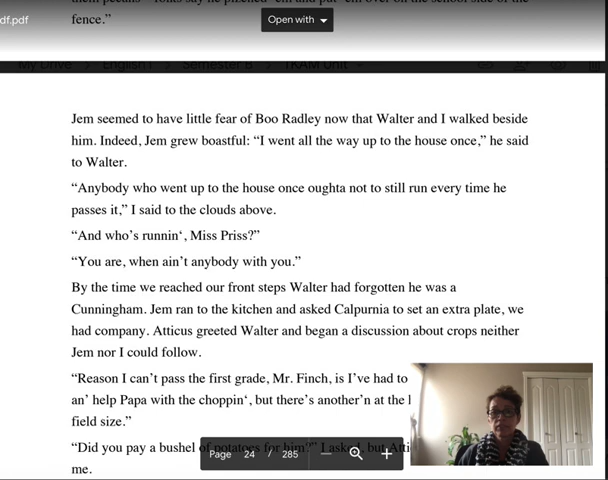 df.pdf
Open with
fence.”
My Drive English I Semester B TKAM Unit
Jem seemed to have little fear of Boo Radley now that Walter and I walked beside
him. Indeed, Jem grew boastful: “I went all the way up to the house once,” he said
to Walter.
“Anybody who went up to the house once oughta not to still run every time he
passes it,” I said to the clouds above.
“And who’s runnin‘, Miss Priss?”
“You are, when ain’t anybody with you.”
By the time we reached our front steps Walter had forgotten he was a
Cunningham. Jem ran to the kitchen and asked Calpurnia to set an extra plate, we
had company. Atticus greeted Walter and began a discussion about crops neither
Jem nor I could follow.
“Reason I can’t pass the first grade, Mr. Finch, is I’ve had to
an’ help Papa with the choppin‘, but there’s another’n at the
field size.”
“Did you pay a bushel of potatoes for him?” I asked, but
me.
Page 24 / 285